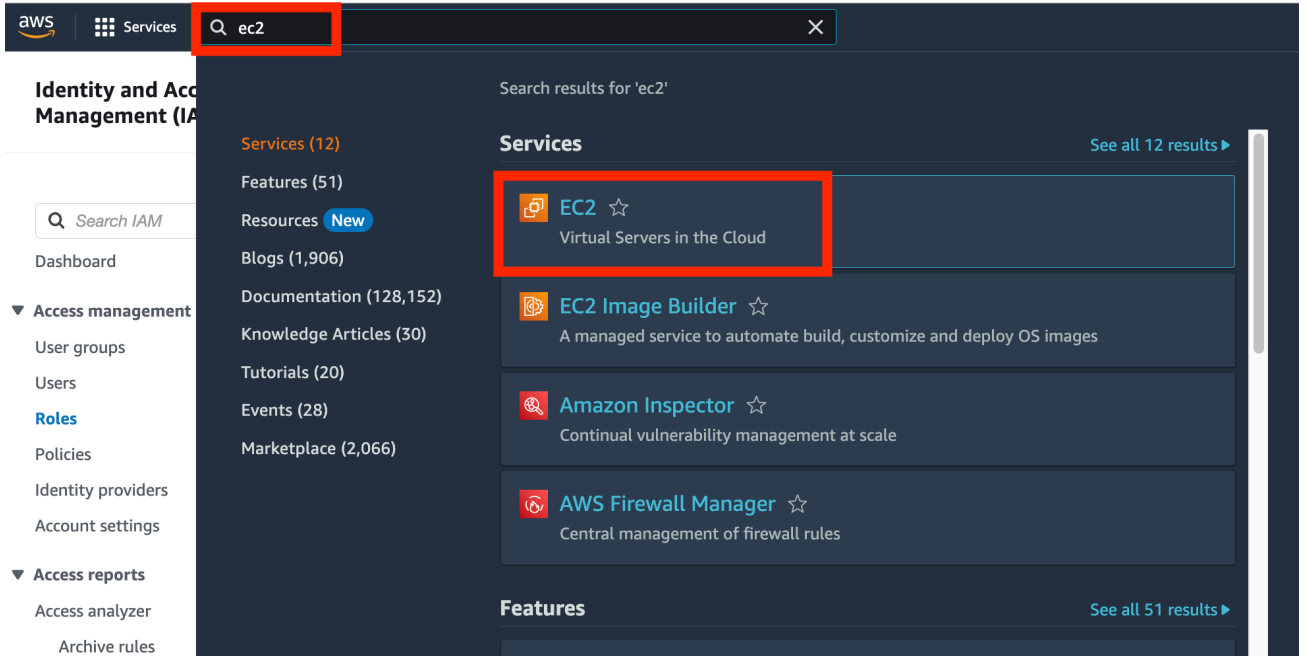 aws
Services
ec2
Identity and Acc
Management (IA
Search IAM
Dashboard
Access management
User groups
Users
Roles
Policies
Identity providers
Account settings
Access reports
Access analyzer
Archive rules
Services (12)
Features (51)
Resources New
Blogs (1,906)
Documentation (128,152)
Knowledge Articles (30)
Tutorials (20)
Events (28)
Marketplace (2,066)
Search results for 'ec2'
Services
See all 12 results
EC2
Virtual Servers in the Cloud
EC2 Image Builder
A managed service to automate build, customize and deploy OS images
Amazon Inspector
Continual vulnerability management at scale
AWS Firewall Manager
Central management of firewall rules
Features
See all 51 results